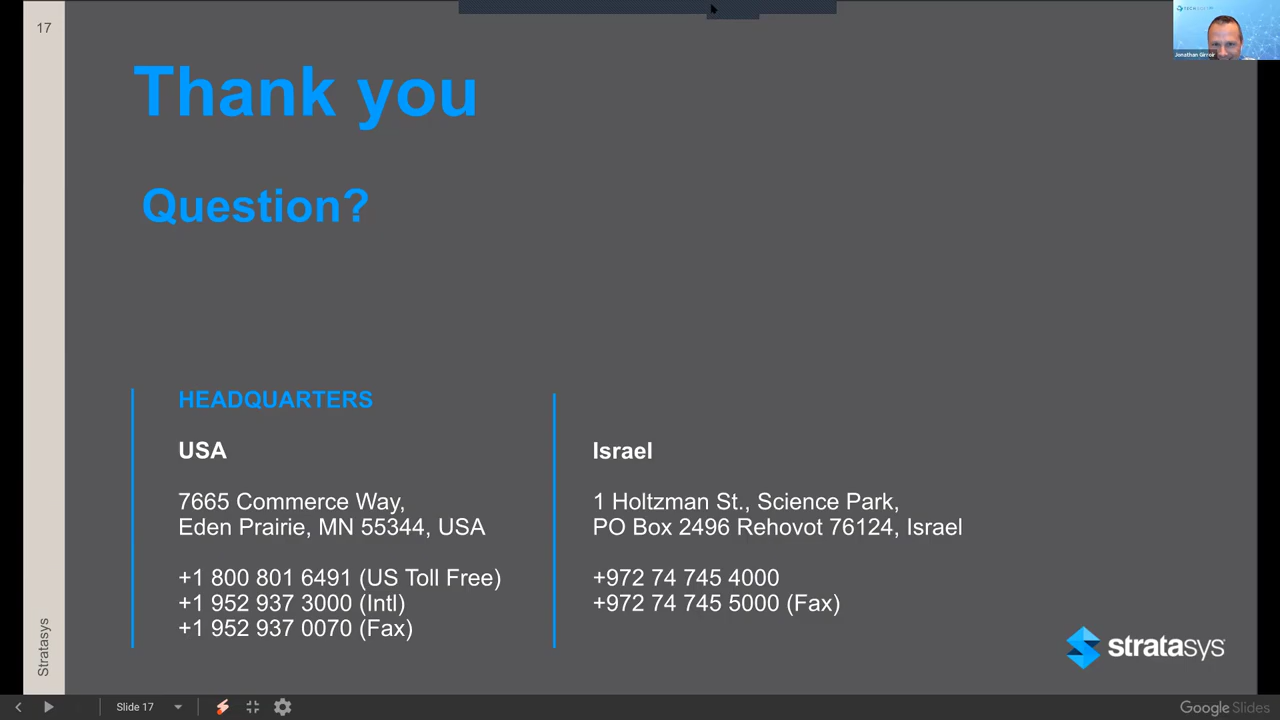 17
Thank you
Question?
HEADQUARTERS
USA
7665 Commerce Way,
Eden Prairie, MN 55344, USA
+1 800 801 6491 (US Toll Free)
+1 952 937 3000 (Intl)
+1 952 937 0070 (Fax)
Israel
1 Holtzman St., Science Park,
PO Box 2496 Rehovot 76124, Israel
+972 74 745 4000
+972 74 745 5000 (Fax)
stratasys
Stratasys
Slide 17
Google Slides